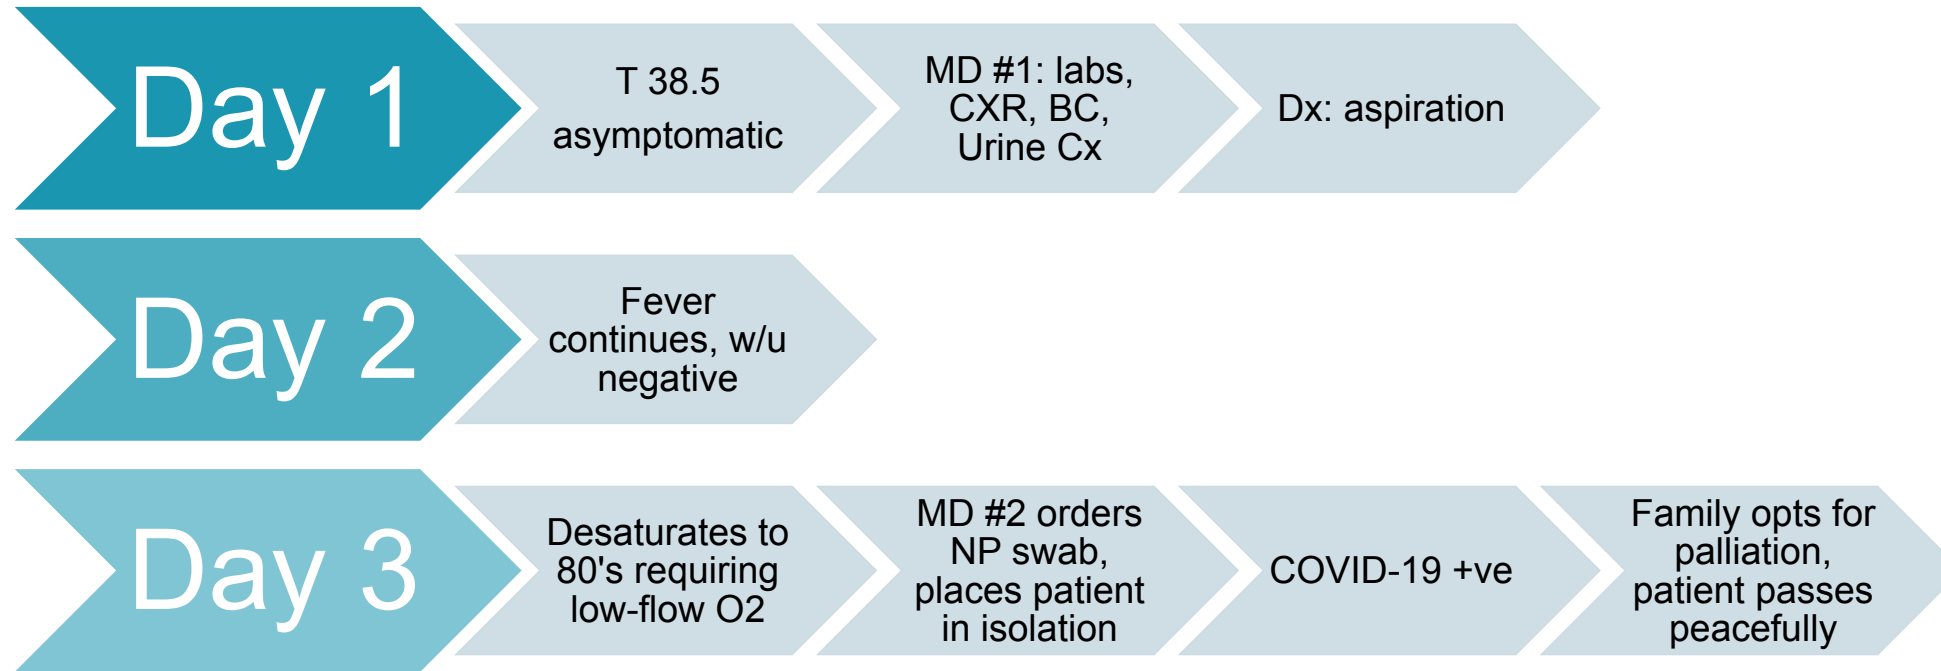 Day 1
T 38.5
asymptomatic
MD #1: labs,
CXR, BC,
Urine Cx
Dx: aspiration
Day 2
Fever
continues, w/u
negative
Day 3
Desaturates to
80's requiring
low-flow O2
MD #2 orders
NP swab,
places patient
in isolation
COVID-19 +ve
Family opts for
palliation,
patient passes
peacefully